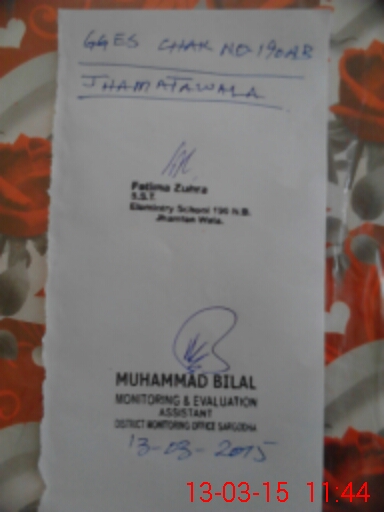 GGES CHAK NO. 190 NB
JHAMATAWALA
Fatima Zuhra
S.S.T.
Elemintry School 190 N.B.
Jhamtan Wala.
MUHAMMAD BILAL
MONITORING & EVALUATION
ASSISTANT
DISTRICT MONITORING OFFICE SARGODHA
13-03-2015
13-03-15 11:44